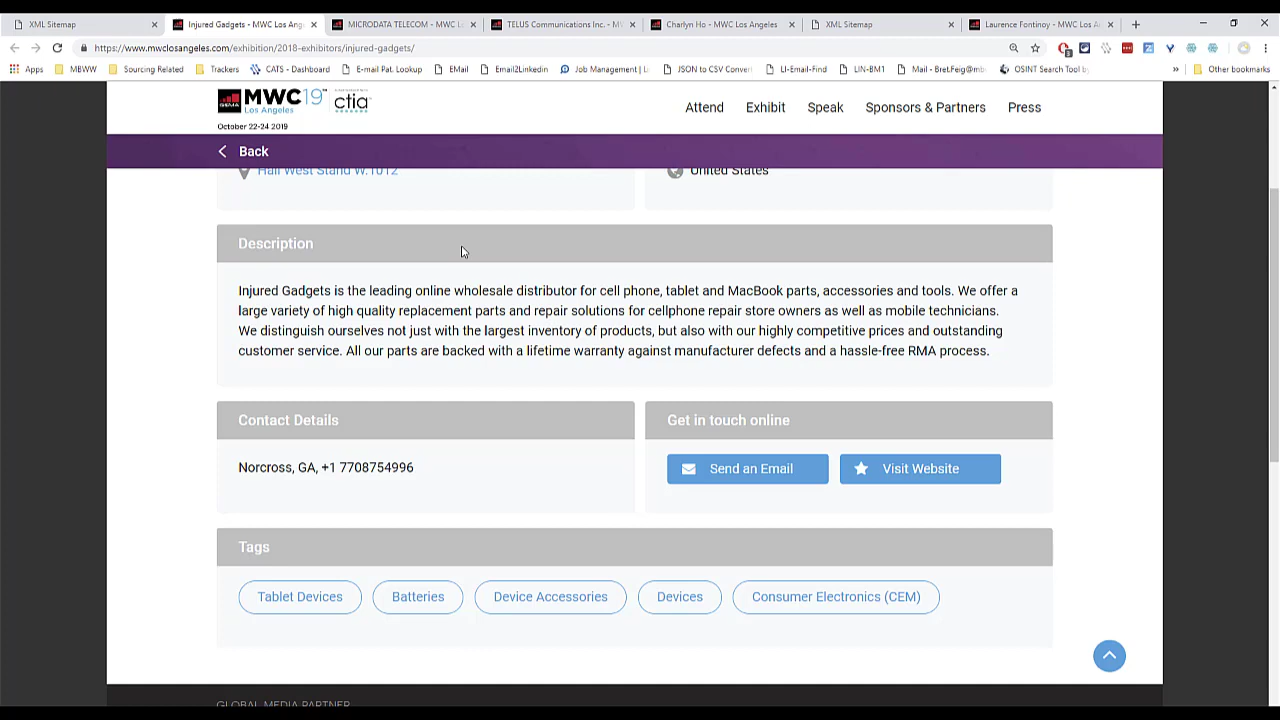 XML Sitemap
Injured Gadgets - MWC Los Ang
MICRODATA TELECOM - MWC L
TELUS Communications Inc. - MV
Charlyn Ho - MWC Los Angeles
XML Sitemap
Laurence Fontinoy - MWC Los A
https://www.mwclosangeles.com/exhibition/2018-exhibitors/injured-gadgets/
Apps
MBWW
Sourcing Related
Trackers
CATS - Dashboard
E-mail Pat. Lookup
EMail
Email2Linkedin
Job Management | Li
JSON to CSV Conver
LI-Email-Find
LIN-BM1
Mail - Bret.Feig@mb
OSINT Search Tool by
» Other bookmarks
GSMA MWC19 Los Angeles ctia
October 22-24 2019
Attend Exhibit Speak Sponsors & Partners Press
Back
Hall West Stand W.1012
United States
Description
Injured Gadgets is the leading online wholesale distributor for cell phone, tablet and MacBook parts, accessories and tools. We offer a
large variety of high quality replacement parts and repair solutions for cellphone repair store owners as well as mobile technicians.
We distinguish ourselves not just with the largest inventory of products, but also with our highly competitive prices and outstanding
customer service. All our parts are backed with a lifetime warranty against manufacturer defects and a hassle-free RMA process.
Contact Details
Norcross, GA, +1 7708754996
Get in touch online
Send an Email
Visit Website
Tags
Tablet Devices
Batteries
Device Accessories
Devices
Consumer Electronics (CEM)
GLOBAL MEDIA PARTNER